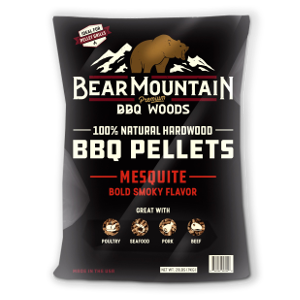 IDEAL FOR
PELLET GRILLS
BEAR MOUNTAIN
Premium
BBQ WOODS
100% NATURAL HARDWOOD
BBQ PELLETS
MESQUITE
BOLD SMOKY FLAVOR
GREAT WITH
POULTRY SEAFOOD PORK BEEF
MADE IN THE USA